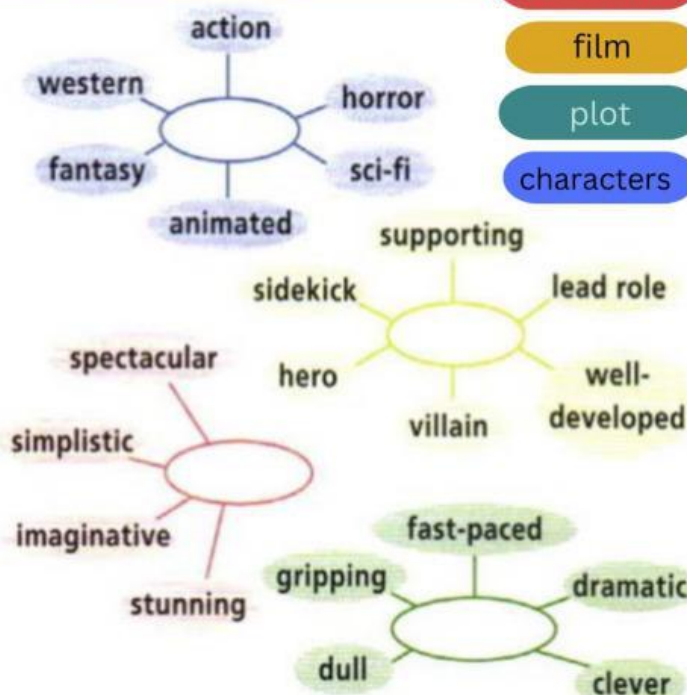 action
film
western
horror
plot
fantasy
sci-fi
characters
animated
supporting
sidekick
lead role
spectacular
hero
well-
developed
villain
simplistic
imaginative
fast-paced
gripping
dramatic
stunning
dull
clever